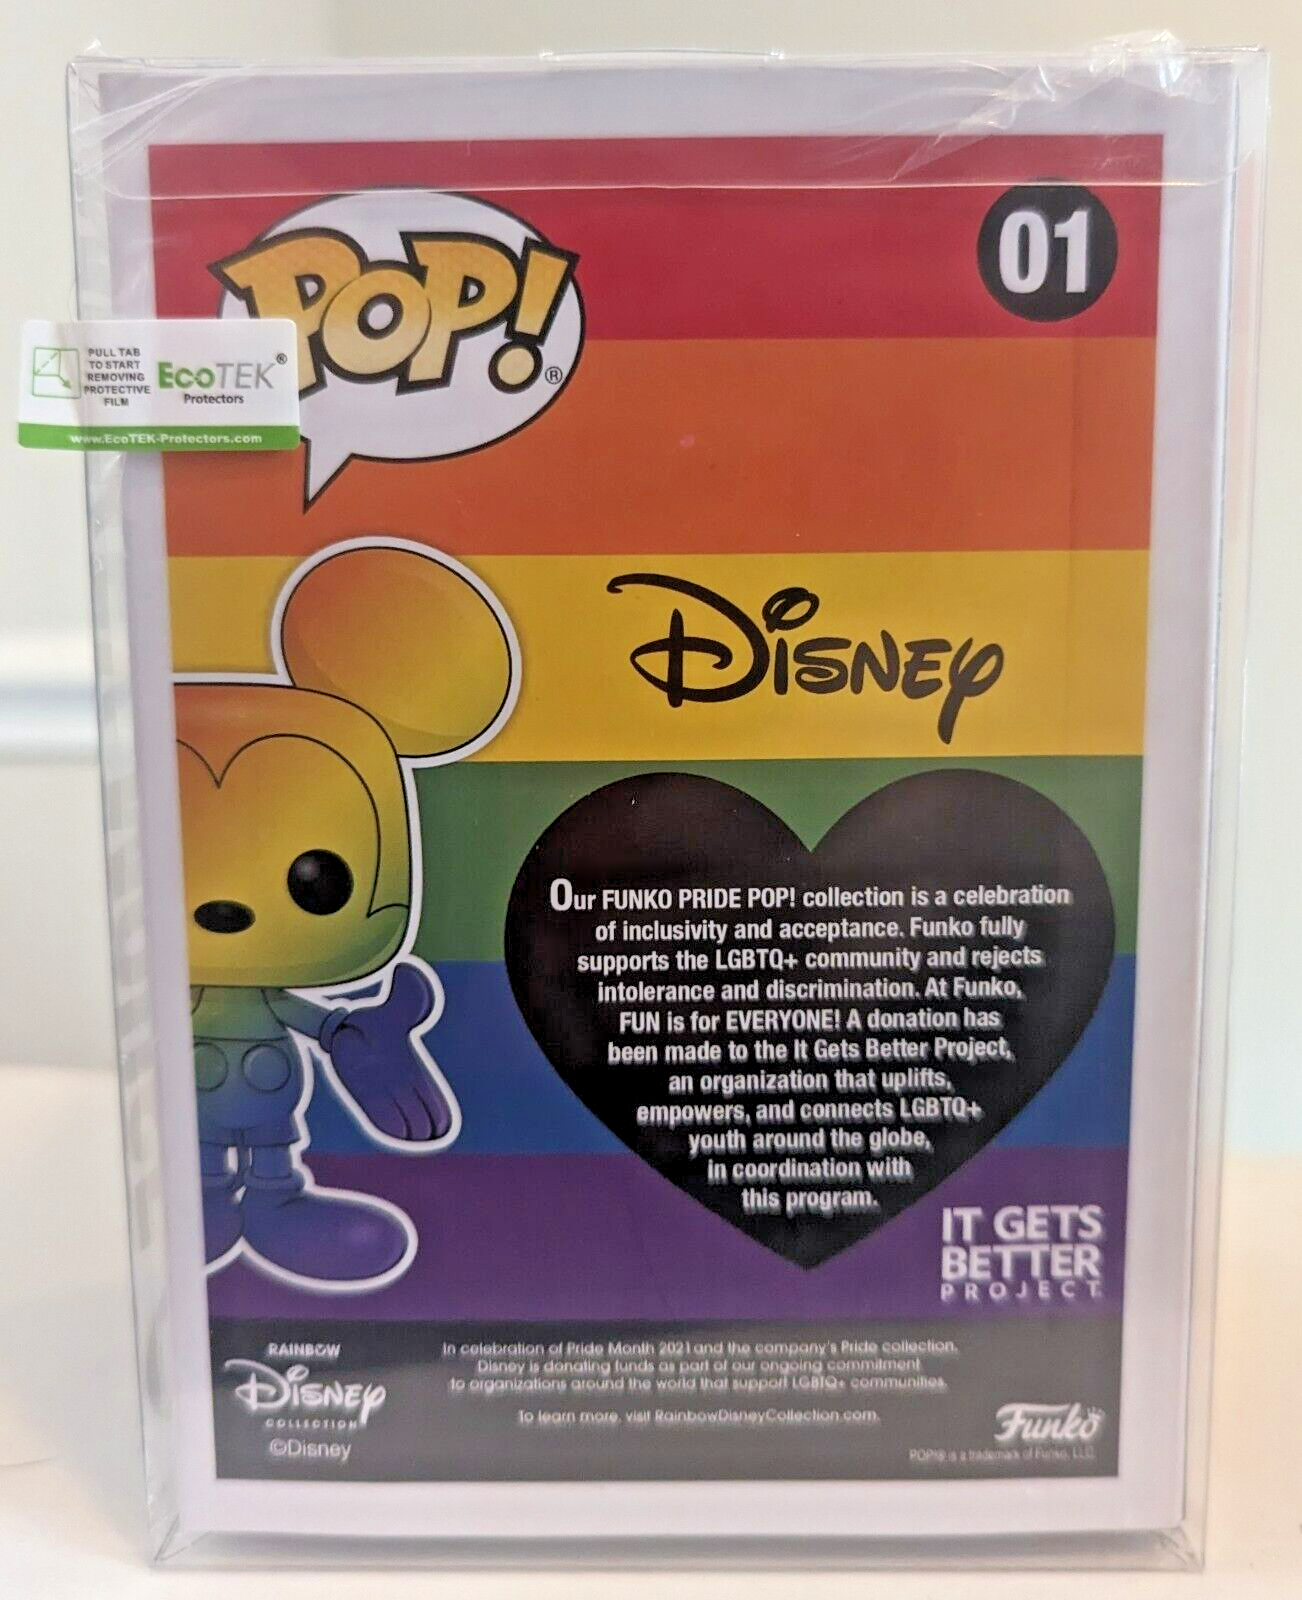 01
POP!®
PULL TAB
TO START
REMOVING
PROTECTIVE
FILM
EcoTEK®
Protectors
www.EcoTEK-Protectors.com
Disney
Our FUNKO PRIDE POP! collection is a celebration
of inclusivity and acceptance. Funko fully
supports the LGBTQ+ community and rejects
intolerance and discrimination. At Funko,
FUN is for EVERYONE! A donation has
been made to the It Gets Better Project,
an organization that uplifts,
empowers, and connects LGBTQ+
youth around the globe,
in coordination with
this program.
IT GETS
BETTER
PROJECT
RAINBOW
Disney
COLLECTION
©Disney
In celebration of Pride Month 2021 and the company's Pride collection,
Disney is donating funds as part of our ongoing commitment
to organizations around the world that support LGBTQ+ communities.
To learn more, visit RainbowDisneyCollection.com.
Funko
POP!® is a trademark of Funko, LLC